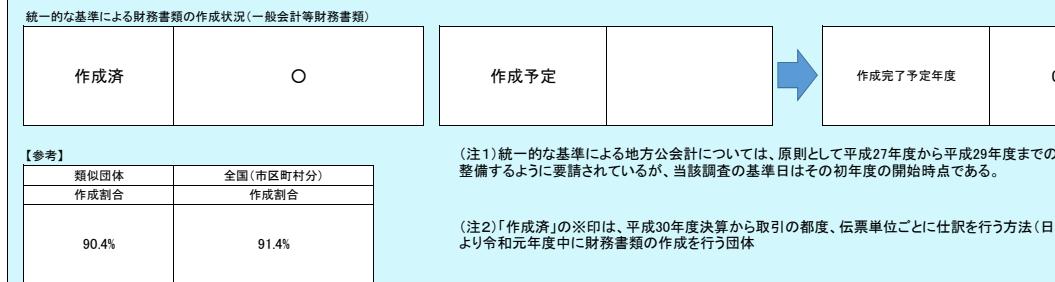 統一的な基準による財務書類の作成状況（一般会計等財務書類）
作成済 ○ 作成予定 作成完了予定年度
【参考】
類似団体 全国（市区町村分）
作成割合 作成割合
90.4% 91.4%
（注１）統一的な基準による地方公会計については、原則として平成27年度から平成29年度までの
整備するように要請されているが、当該調査の基準日はその初年度の開始時点である。
（注２）「作成済」の※印は、平成30年度決算から取引の都度、伝票単位ごとに仕訳を行う方法（日
より令和元年度中に財務書類の作成を行う団体